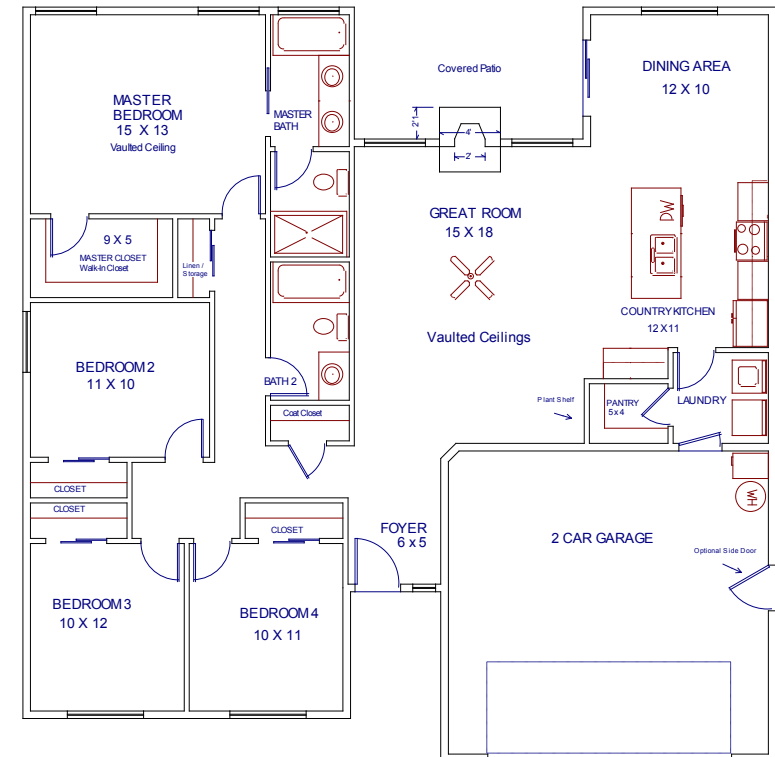 Covered Patio
DINING AREA
12 X 10
MASTER
BEDROOM
15 X 13
Vaulted Ceiling
MASTER
BATH
2'1
4'
2'
GREAT ROOM
15 X 18
DW
9 X 5
MASTER CLOSET
Walk-In Closet
Linen /
Storage
COUNTRY KITCHEN
12 X 11
Vaulted Ceilings
BEDROOM 2
11 X 10
BATH 2
Coat Closet
Plant Shelf
PANTRY
5 x 4
LAUNDRY
CLOSET
CLOSET
CLOSET
WH
FOYER
6 x 5
2 CAR GARAGE
Optional Side Door
BEDROOM 3
10 X 12
BEDROOM 4
10 X 11